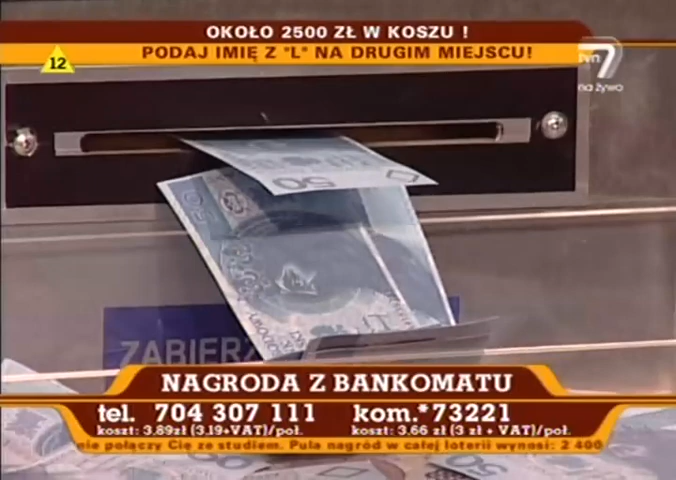 OKOŁO 2500 ZŁ W KOSZU !
PODAJ IMIĘ Z "L" NA DRUGIM MIEJSCU!
12
tvn 7
na żywo
50
50
ZABIERZ
NAGRODA Z BANKOMATU
tel. 704 307 111 kom.*73221
koszt: 3.89zł (3.19+VAT)/poł. koszt: 3.66 zł (3 zł + VAT)/poł.
nie połączy Cię ze studiem. Pula nagród w całej loterii wynosi: 2 400
50